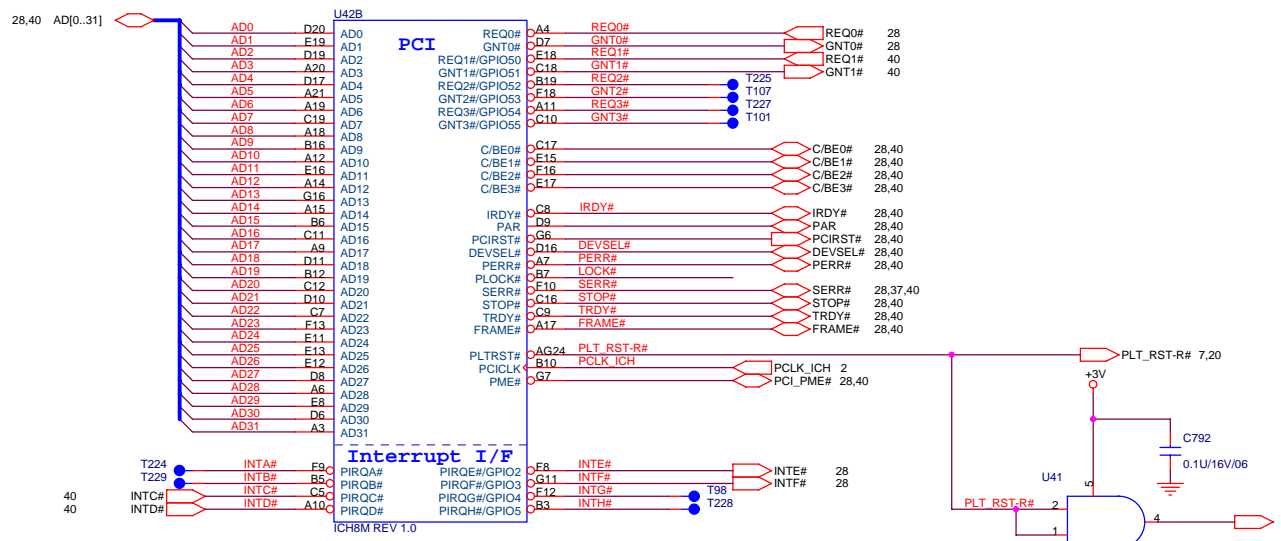 U42B
28,40 AD[0..31]
PCI
AD0 D20 AD0 REQ0# A4 REQ0# REQ0# 28
AD1 E19 AD1 GNT0# D7 GNT0# GNT0# 28
AD2 D19 AD2 REQ1#/GPIO50 E18 REQ1# REQ1# 40
AD3 A20 AD3 GNT1#/GPIO51 C18 GNT1# GNT1# 40
AD4 D17 AD4 REQ2#/GPIO52 B19 REQ2# T225
AD5 A21 AD5 GNT2#/GPIO53 F18 GNT2# T107
AD6 A19 AD6 REQ3#/GPIO54 A11 REQ3# T227
AD7 C19 AD7 GNT3#/GPIO55 C10 GNT3# T101
AD8 A18 AD8
AD9 B16 AD9 C/BE0# C17 C/BE0# 28,40
AD10 A12 AD10 C/BE1# E15 C/BE1# 28,40
AD11 E16 AD11 C/BE2# F16 C/BE2# 28,40
AD12 A14 AD12 C/BE3# E17 C/BE3# 28,40
AD13 G16 AD13
AD14 A15 AD14 IRDY# C8 IRDY# IRDY# 28,40
AD15 B6 AD15 PAR D9 PAR 28,40
AD16 C11 AD16 PCIRST# G6 PCIRST# 28,40
AD17 A9 AD17 DEVSEL# D16 DEVSEL# DEVSEL# 28,40
AD18 D11 AD18 PERR# A7 PERR# PERR# 28,40
AD19 B12 AD19 PLOCK# B7 LOCK#
AD20 C12 AD20 SERR# F10 SERR# SERR# 28,37,40
AD21 D10 AD21 STOP# C16 STOP# STOP# 28,40
AD22 C7 AD22 TRDY# C9 TRDY# TRDY# 28,40
AD23 F13 AD23 FRAME# A17 FRAME# FRAME# 28,40
AD24 E11 AD24
AD25 E13 AD25 PLTRST# AG24 PLT_RST-R# PLT_RST-R# 7,20
AD26 E12 AD26 PCICLK B10 PCLK_ICH PCLK_ICH 2
AD27 D8 AD27 PME# G7 PCI_PME# 28,40
AD28 A6 AD28
AD29 E8 AD29
AD30 D6 AD30
AD31 A3 AD31
Interrupt I/F
T224 INTA# F9 PIRQA# PIRQE#/GPIO2 F8 INTE# INTE# 28
T229 INTB# B5 PIRQB# PIRQF#/GPIO3 G11 INTF# INTF# 28
40 INTC# INTC# C5 PIRQC# PIRQG#/GPIO4 F12 INTG# T98
40 INTD# INTD# A10 PIRQD# PIRQH#/GPIO5 B3 INTH# T228
ICH8M REV 1.0
+3V
C792
0.1U/16V/06
U41
5
PLT_RST-R# 2
1
4